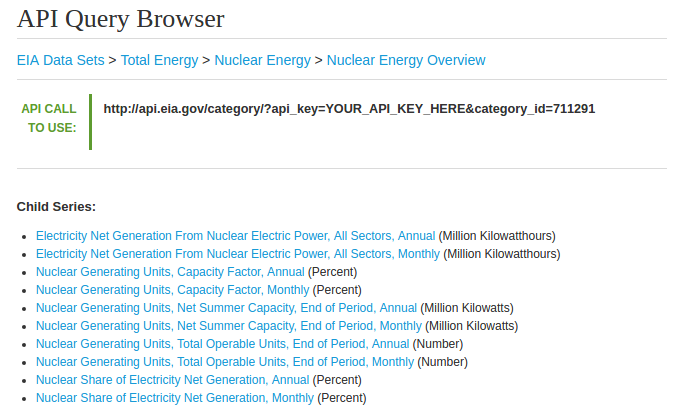 API Query Browser
EIA Data Sets > Total Energy > Nuclear Energy > Nuclear Energy Overview
API CALL TO USE:
http://api.eia.gov/category/?api_key=YOUR_API_KEY_HERE&category_id=711291
Child Series:
Electricity Net Generation From Nuclear Electric Power, All Sectors, Annual (Million Kilowatthours)
Electricity Net Generation From Nuclear Electric Power, All Sectors, Monthly (Million Kilowatthours)
Nuclear Generating Units, Capacity Factor, Annual (Percent)
Nuclear Generating Units, Capacity Factor, Monthly (Percent)
Nuclear Generating Units, Net Summer Capacity, End of Period, Annual (Million Kilowatts)
Nuclear Generating Units, Net Summer Capacity, End of Period, Monthly (Million Kilowatts)
Nuclear Generating Units, Total Operable Units, End of Period, Annual (Number)
Nuclear Generating Units, Total Operable Units, End of Period, Monthly (Number)
Nuclear Share of Electricity Net Generation, Annual (Percent)
Nuclear Share of Electricity Net Generation, Monthly (Percent)